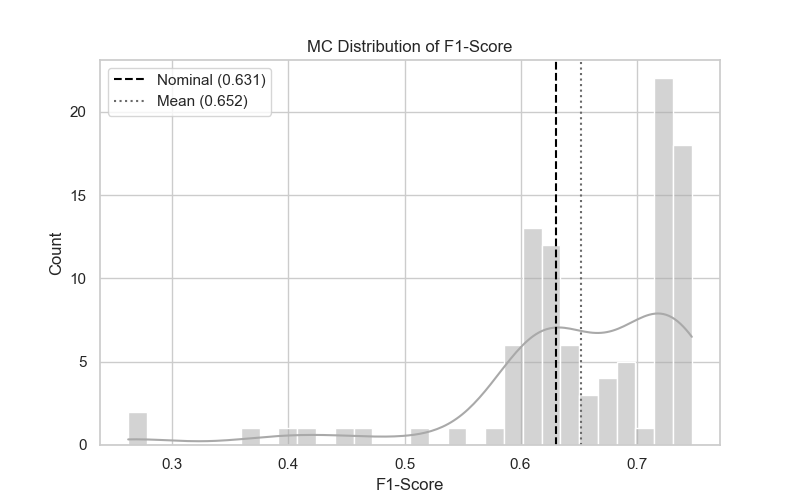 MC Distribution of F1-Score
Nominal (0.631)
Mean (0.652)
Count
20
15
10
5
0
0.3 0.4 0.5 0.6 0.7
F1-Score